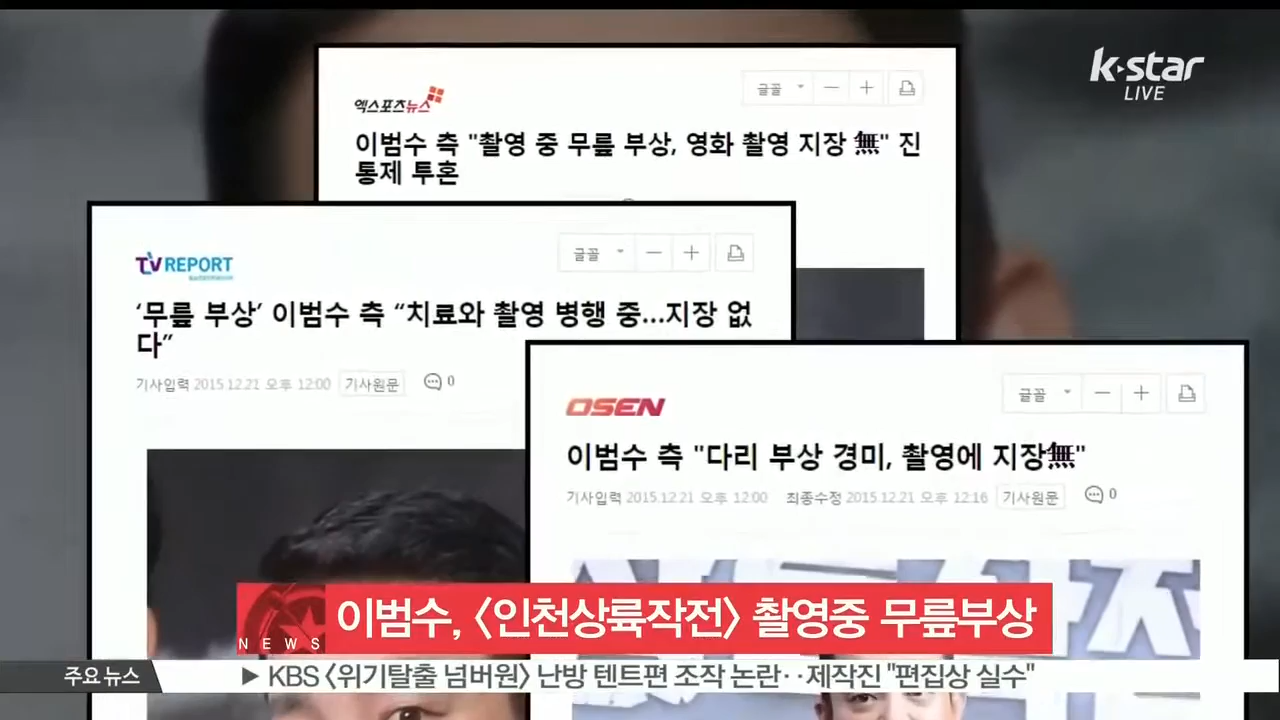 k·star
LIVE
엑스포츠뉴스
글꼴
이범수 측 "촬영 중 무릎 부상, 영화 촬영 지장 無" 진
통제 투혼
TV REPORT
글꼴
‘무릎 부상’ 이범수 측 “치료와 촬영 병행 중...지장 없
다”
기사입력 2015.12.21 오후 12:00 기사원문 0
OSEN
글꼴
이범수 측 "다리 부상 경미, 촬영에 지장無"
기사입력 2015.12.21 오후 12:00 최종수정 2015.12.21 오후 12:16 기사원문 0
NEWS
이범수, <인천상륙작전> 촬영중 무릎부상
주요뉴스
▶ KBS <위기탈출 넘버원> 난방 텐트편 조작 논란‥제작진 "편집상 실수"